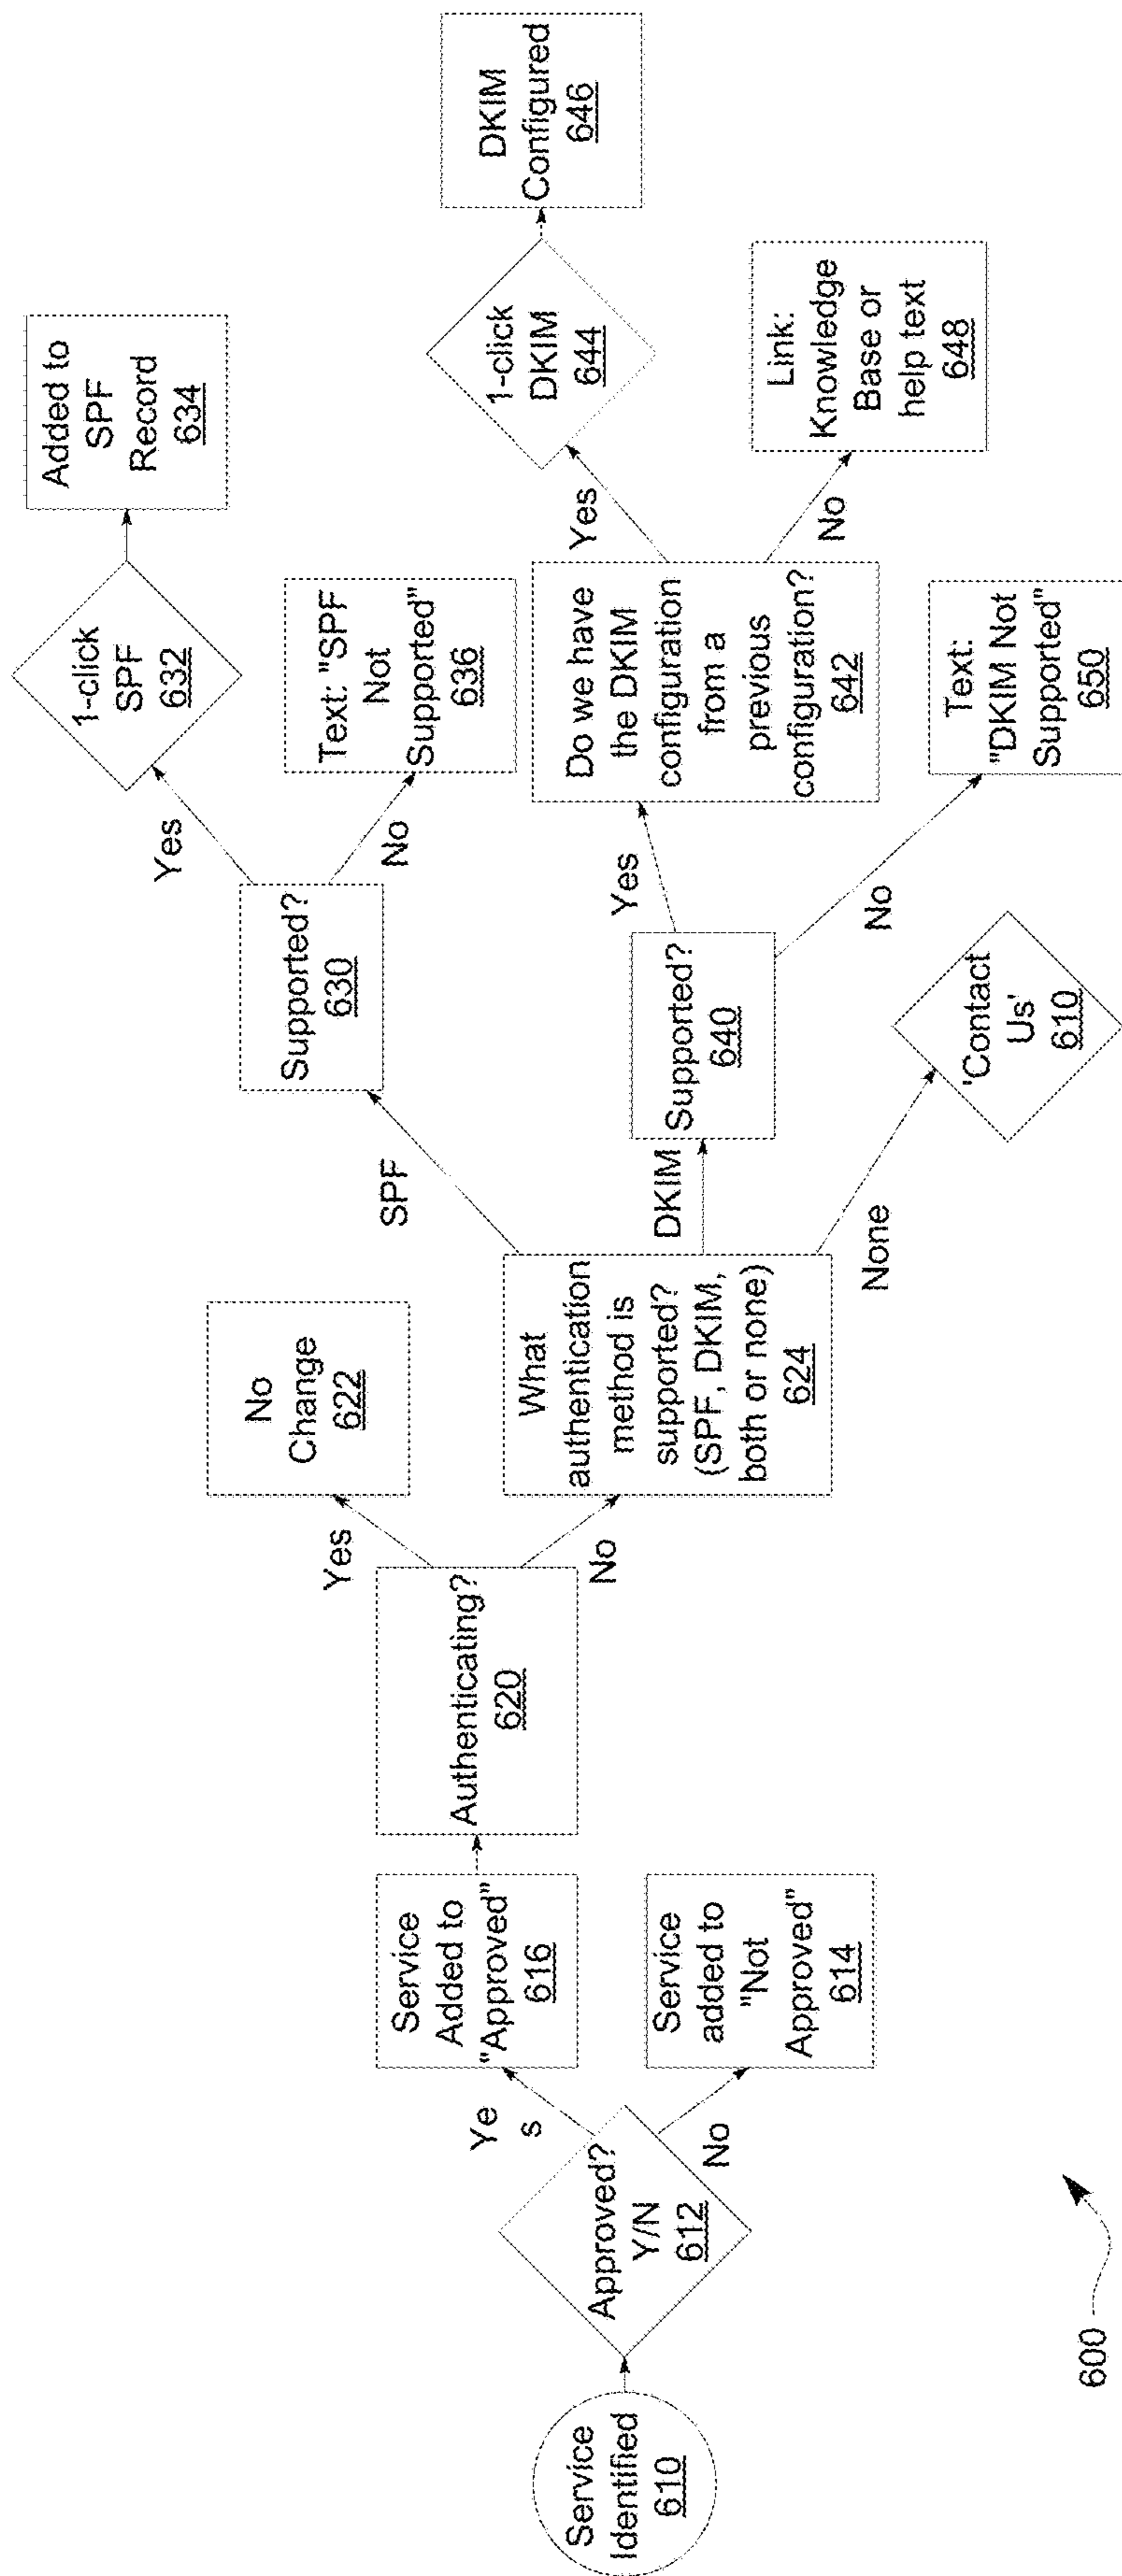 Service
Identified
610
Approved?
Y/N
612
Ye
s
No
Service
Added to
"Approved"
616
Service
added to
"Not
Approved"
614
Authenticating?
620
Yes
No
No
Change
622
What
authentication
method is
supported?
(SPF, DKIM,
both or none)
624
SPF
DKIM
None
Supported?
630
Yes
No
1-click
SPF
632
Added to
SPF
Record
634
Text: "SPF
Not
Supported"
636
Supported?
640
Yes
No
Do we have
the DKIM
configuration
from a
previous
configuration?
642
Yes
No
1-click
DKIM
644
DKIM
Configured
646
Link:
Knowledge
Base or
help text
648
Text:
"DKIM Not
Supported"
650
'Contact
Us'
610
600